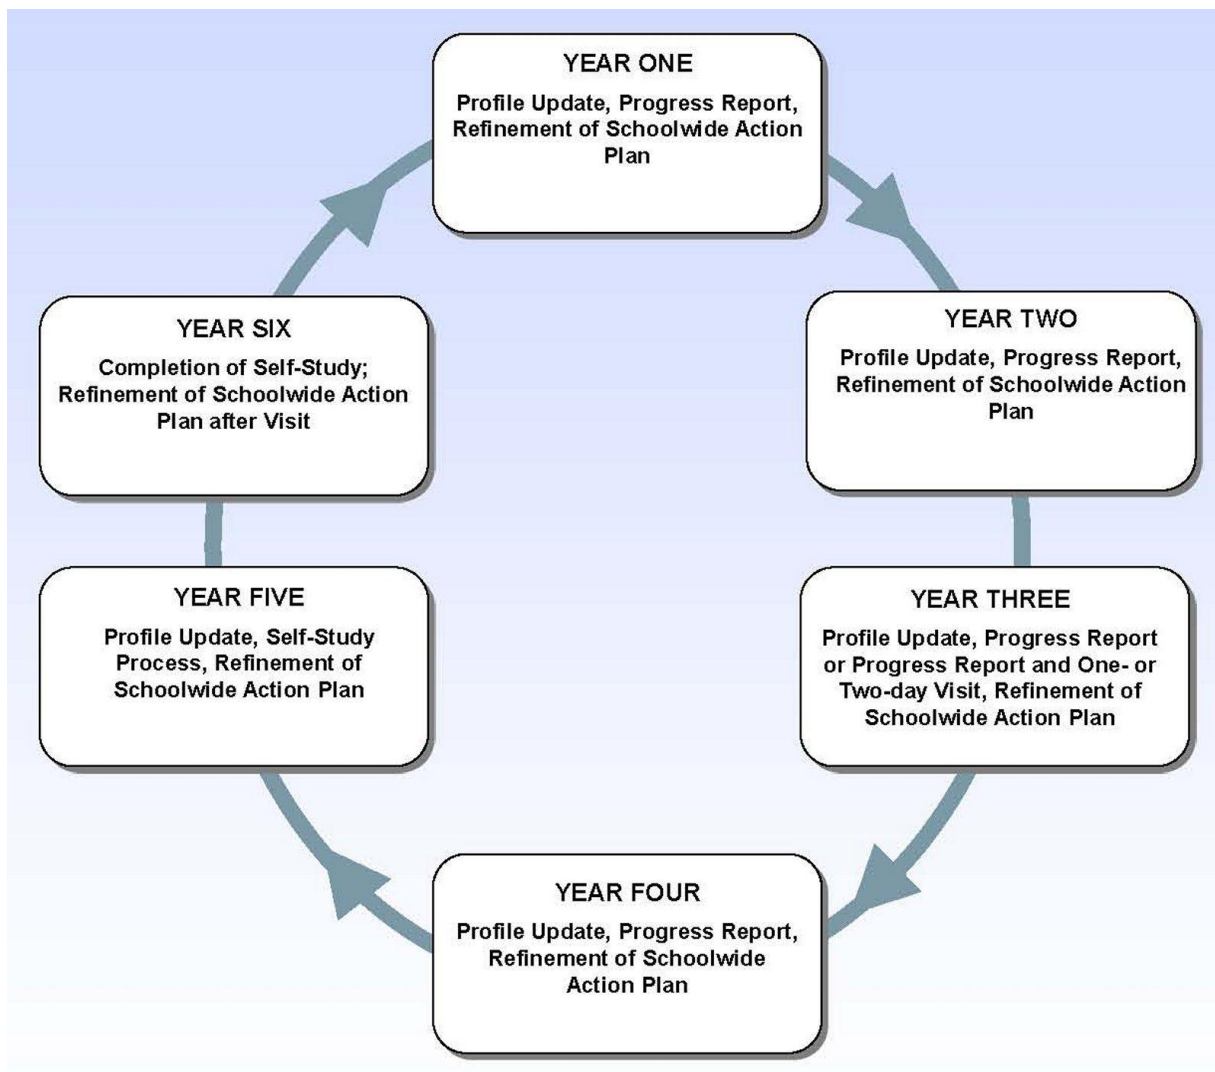 YEAR ONE
Profile Update, Progress Report,
Refinement of Schoolwide Action
Plan
YEAR TWO
Profile Update, Progress Report,
Refinement of Schoolwide Action
Plan
YEAR THREE
Profile Update, Progress Report
or Progress Report and One- or
Two-day Visit, Refinement of
Schoolwide Action Plan
YEAR FOUR
Profile Update, Progress Report,
Refinement of Schoolwide
Action Plan
YEAR FIVE
Profile Update, Self-Study
Process, Refinement of
Schoolwide Action Plan
YEAR SIX
Completion of Self-Study;
Refinement of Schoolwide Action
Plan after Visit